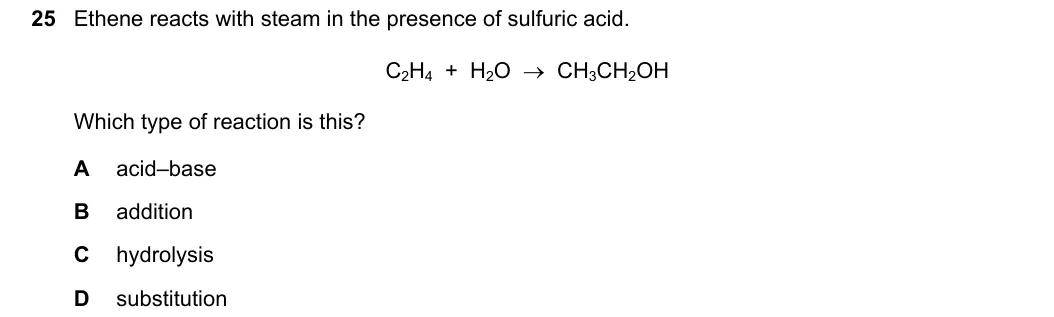 25 Ethene reacts with steam in the presence of sulfuric acid.
C₂H₄ + H₂O → CH₃CH₂OH
Which type of reaction is this?
A acid–base
B addition
C hydrolysis
D substitution